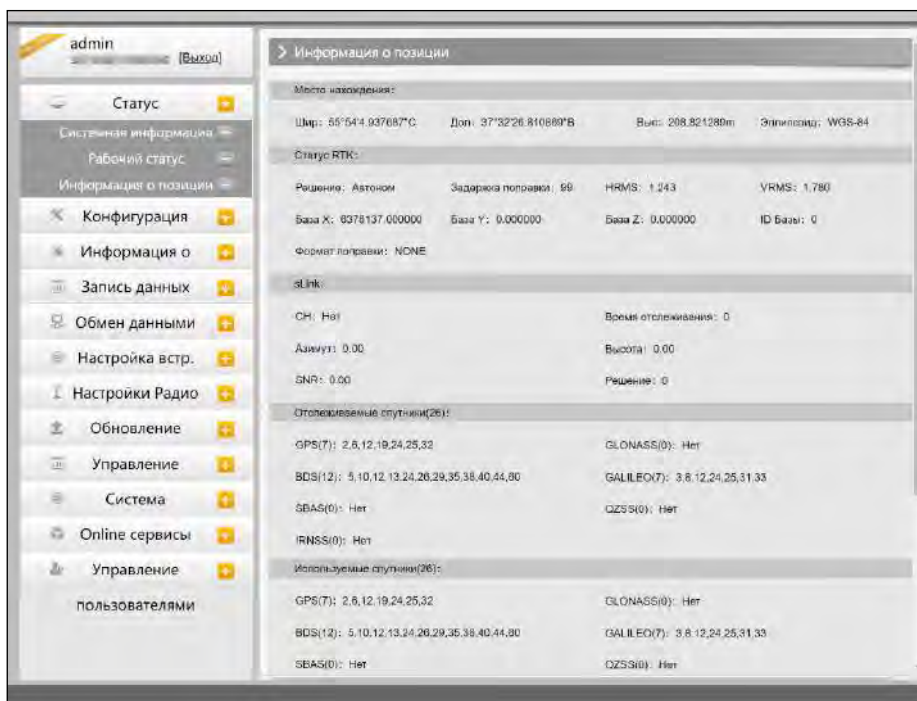 admin
[Выход]
Статус
Системная информация
Рабочий статус
Информация о позиции
Конфигурация
Информация о
Запись данных
Обмен данными
Настройка встр.
Настройки Радио
Обновление
Управление
Система
Online сервисы
Управление
пользователями
Информация о позиции
Место нахождения:
Шир: 55°54'4.937687"С Дол: 37°32'26.810869"В Выс: 208.821289m Эллипсоид: WGS-84
Статус RTK:
Решение: Автоном Задержка поправки: 99 HRMS: 1.243 VRMS: 1.780
База X: 6378137.000000 База Y: 0.000000 База Z: 0.000000 ID Базы: 0
Формат поправки: NONE
sLink:
CH: Нет Время отслеживания: 0
Азимут: 0.00 Высота: 0.00
SNR: 0.00 Решение: 0
Отслеживаемые спутники(26):
GPS(7): 2,6,12,19,24,25,32 GLONASS(0): Нет
BDS(12): 5,10,12,13,24,26,29,35,38,40,44,60 GALILEO(7): 3,8,12,24,25,31,33
SBAS(0): Нет QZSS(0): Нет
IRNSS(0): Нет
Используемые спутники(26):
GPS(7): 2,6,12,19,24,25,32 GLONASS(0): Нет
BDS(12): 5,10,12,13,24,26,29,35,38,40,44,60 GALILEO(7): 3,8,12,24,25,31,33
SBAS(0): Нет QZSS(0): Нет